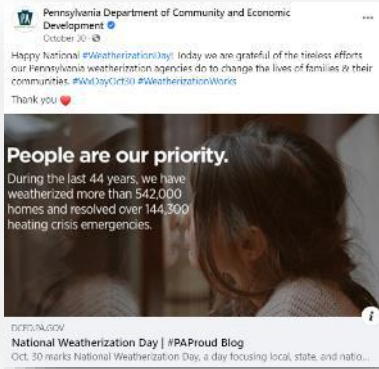 PA
Pennsylvania Department of Community and Economic
Development
October 30
Happy National #WeatherizationDay! Today we are grateful of the tireless efforts
our Pennsylvania weatherization agencies do to change the lives of families & their
communities. #WxDayOct30 #WeatherizationWorks
Thank you
People are our priority.
During the last 44 years, we have
weatherized more than 542,000
homes and resolved over 144,300
heating crisis emergencies.
DCED.PA.GOV
National Weatherization Day | #PAProud Blog
Oct. 30 marks National Weatherization Day, a day focusing local, state, and natio...